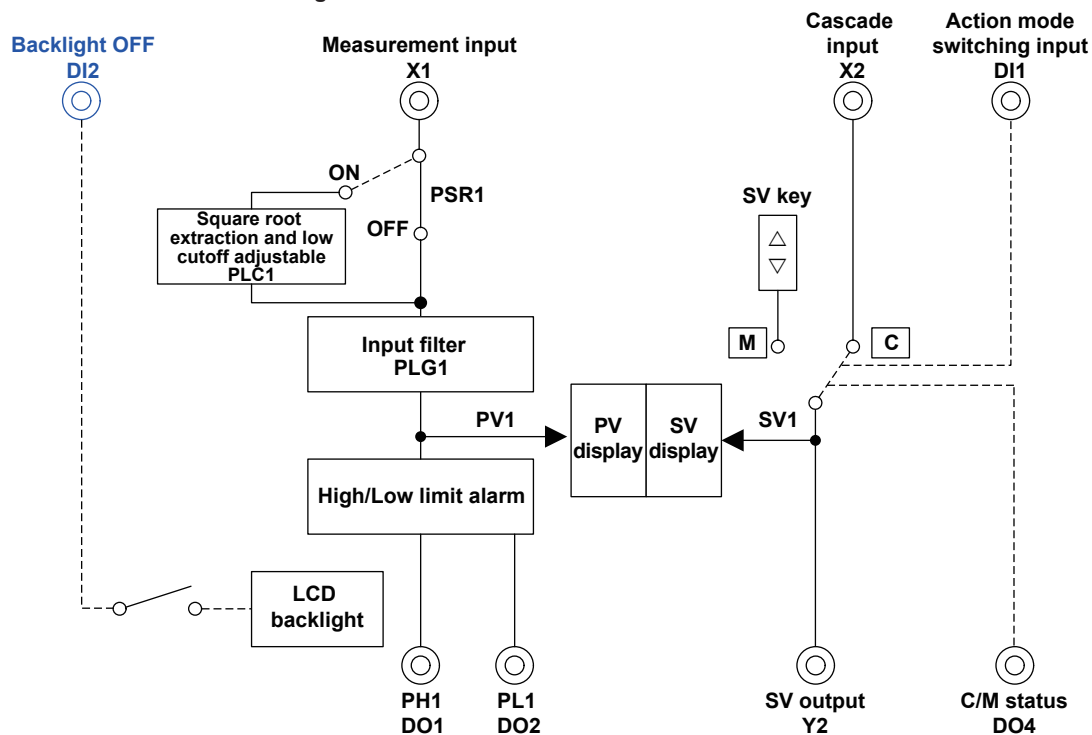 Backlight OFF
DI2
Measurement input
X1
Cascade
input
X2
Action mode
switching input
DI1
ON
PSR1
OFF
Square root
extraction and low
cutoff adjustable
PLC1
SV key
△
▽
M
C
Input filter
PLG1
PV1
PV
display
SV
display
SV1
High/Low limit alarm
LCD
backlight
PH1
DO1
PL1
DO2
SV output
Y2
C/M status
DO4